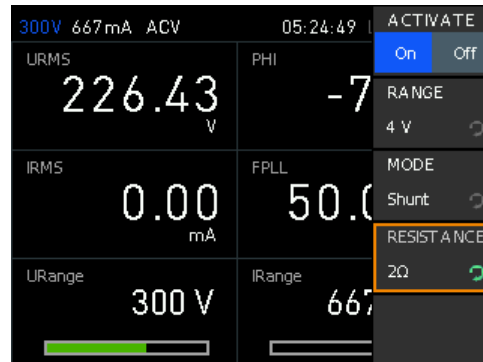 300V 667mA ACV 05:24:49
ACTIVATE
On Off
URMS
226.43
V
PHI
-7
RANGE
4 V
IRMS
0.00
mA
FPLL
50.0
MODE
Shunt
RESISTANCE
2Ω
URange
300 V
IRange
667